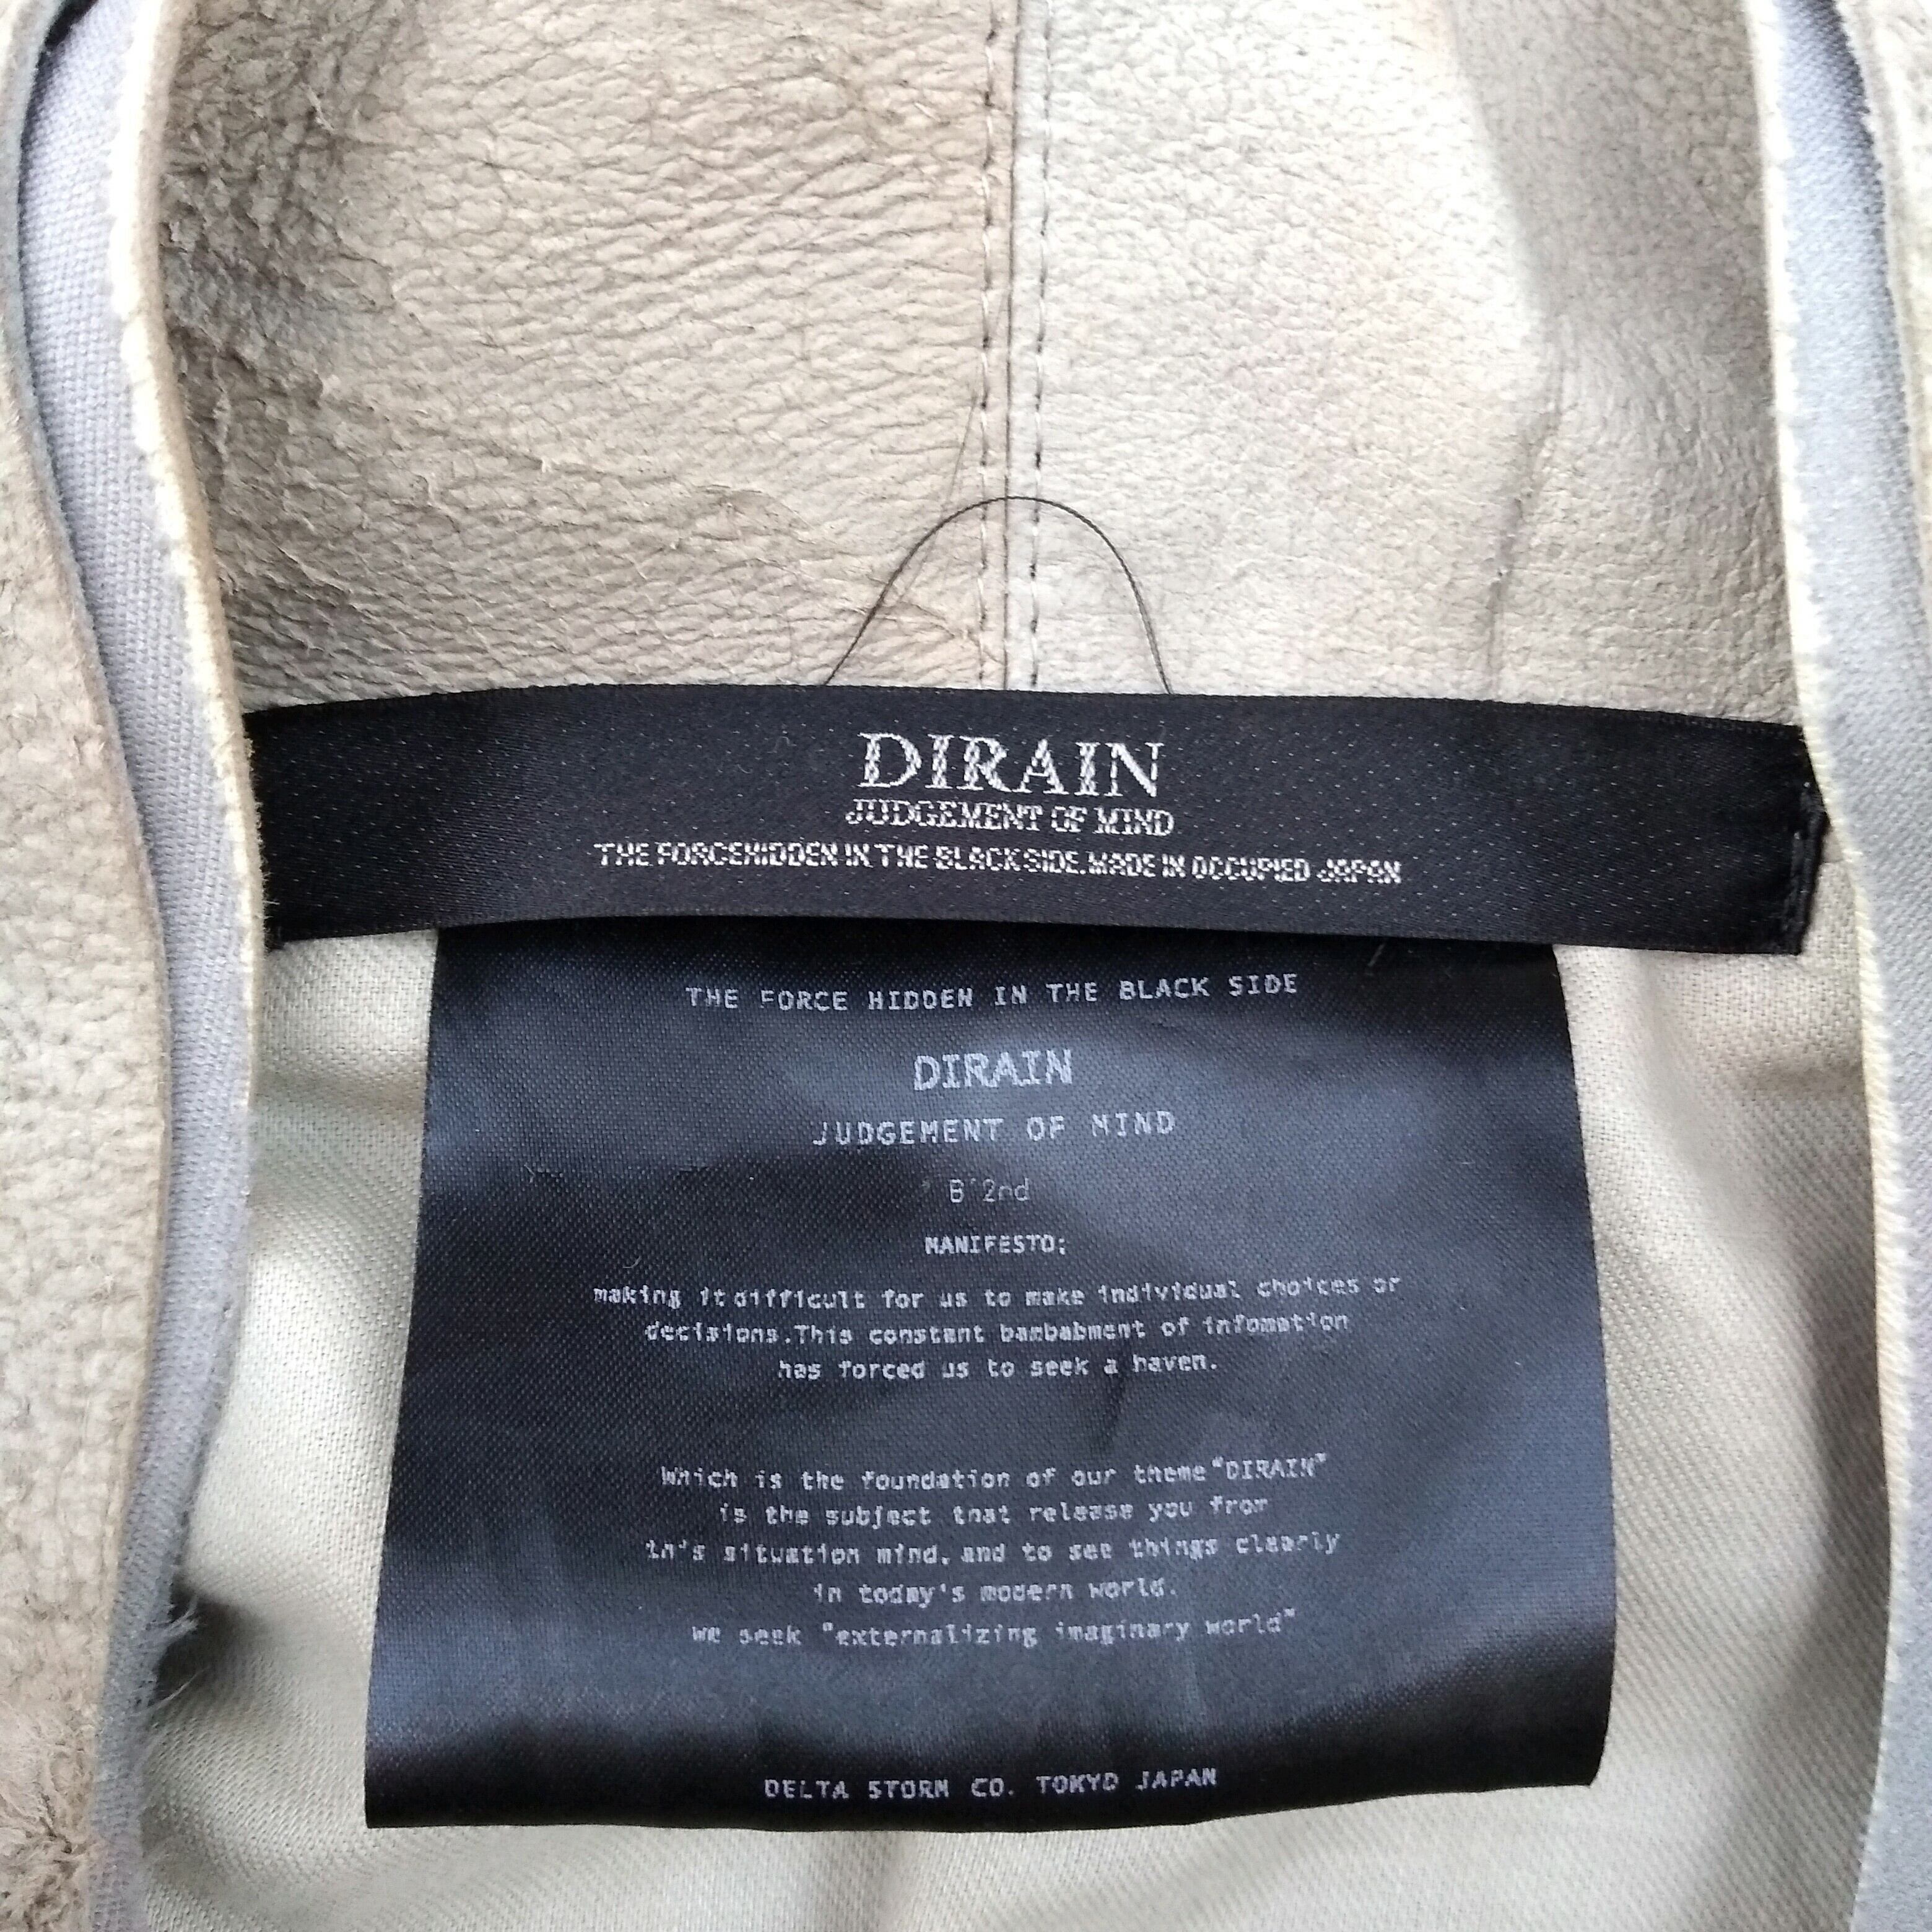 DIRAIN
JUDGEMENT OF MIND
THE FORCEHIDDEN IN THE BLACKSIDE.MADE IN OCCUPIED JAPAN
THE FORCE HIDDEN IN THE BLACK SIDE
DIRAIN
JUDGEMENT OF MIND
B'2nd
MANIFESTO;
making it difficult for us to make individual choices or
decisions.This constant bambabment of infomation
has forced us to seek a haven.
Which is the foundation of our theme"DIRAIN"
is the subject that release you from
this situation mind, and to see things clearly
in today's modern world.
We seek "externalizing imaginary world"
DELTA STORM CO. TOKYO JAPAN